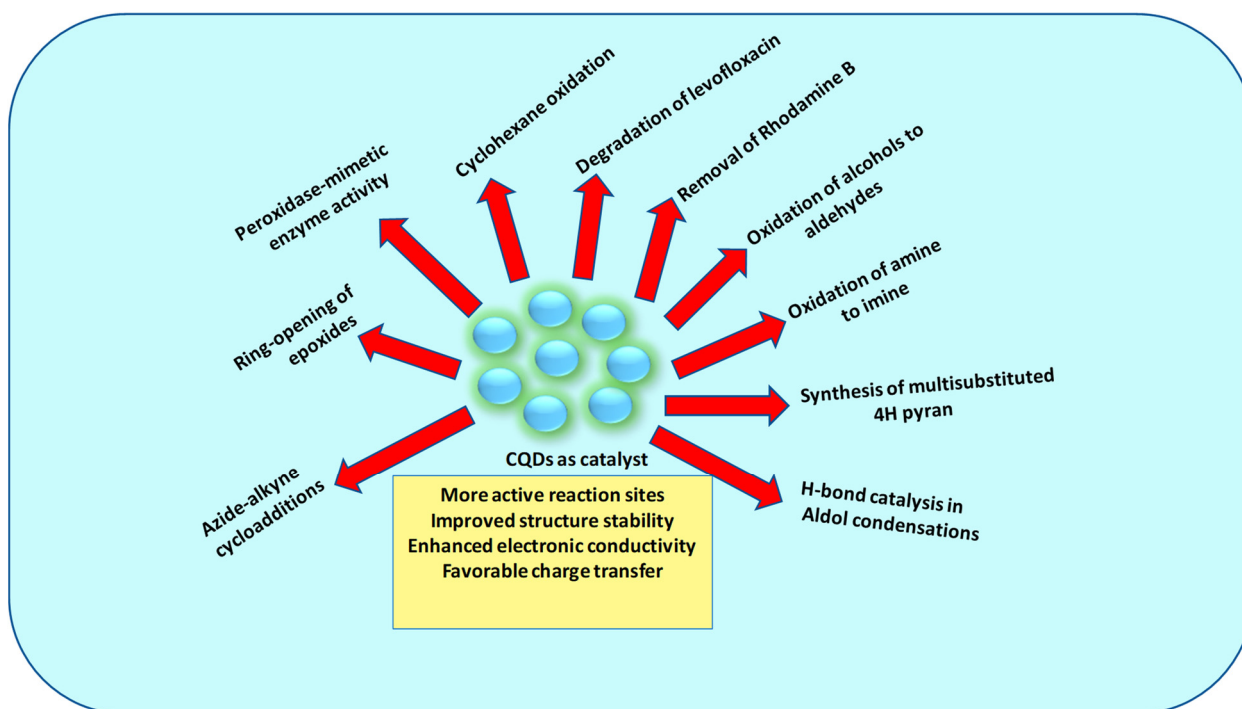 Azide-alkyne
cycloadditions
Ring-opening of
epoxides
Peroxidase-mimetic
enzyme activity
Cyclohexane oxidation
Degradation of levofloxacin
Removal of Rhodamine B
Oxidation of alcohols to
aldehydes
Oxidation of amine
to imine
Synthesis of multisubstituted
4H pyran
H-bond catalysis in
Aldol condensations
CQDs as catalyst
More active reaction sites
Improved structure stability
Enhanced electronic conductivity
Favorable charge transfer